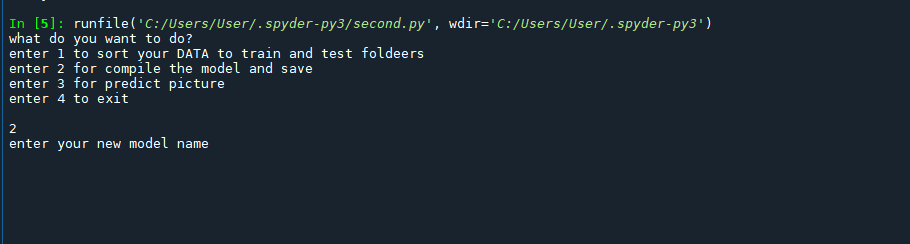 In [5]: runfile('C:/Users/User/.spyder-py3/second.py', wdir='C:/Users/User/.spyder-py3')
what do you want to do?
enter 1 to sort your DATA to train and test foldeers
enter 2 for compile the model and save
enter 3 for predict picture
enter 4 to exit
2
enter your new model name